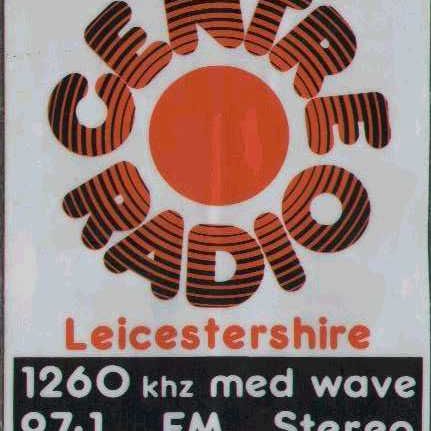 CENTRE
RADIO
Leicestershire
1260 khz med wave
97.1 FM Stereo